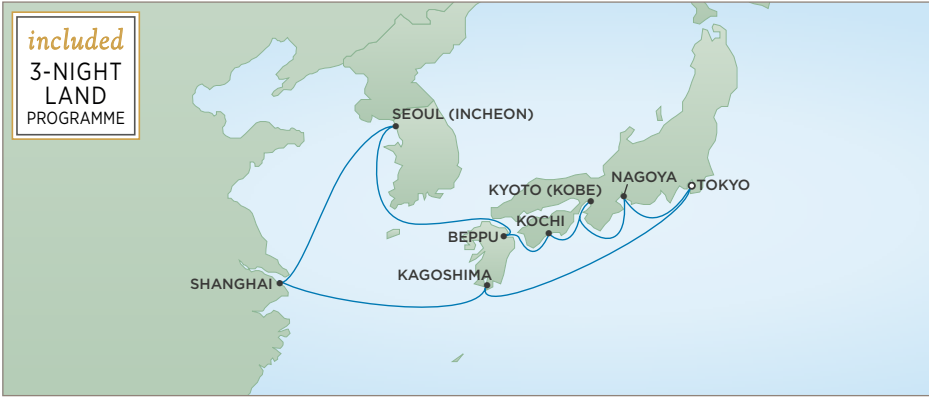 included
3-NIGHT
LAND
PROGRAMME
SEOUL (INCHEON)
NAGOYA
KYOTO (KOBE)
TOKYO
KOCHI
BEPPU
KAGOSHIMA
SHANGHAI